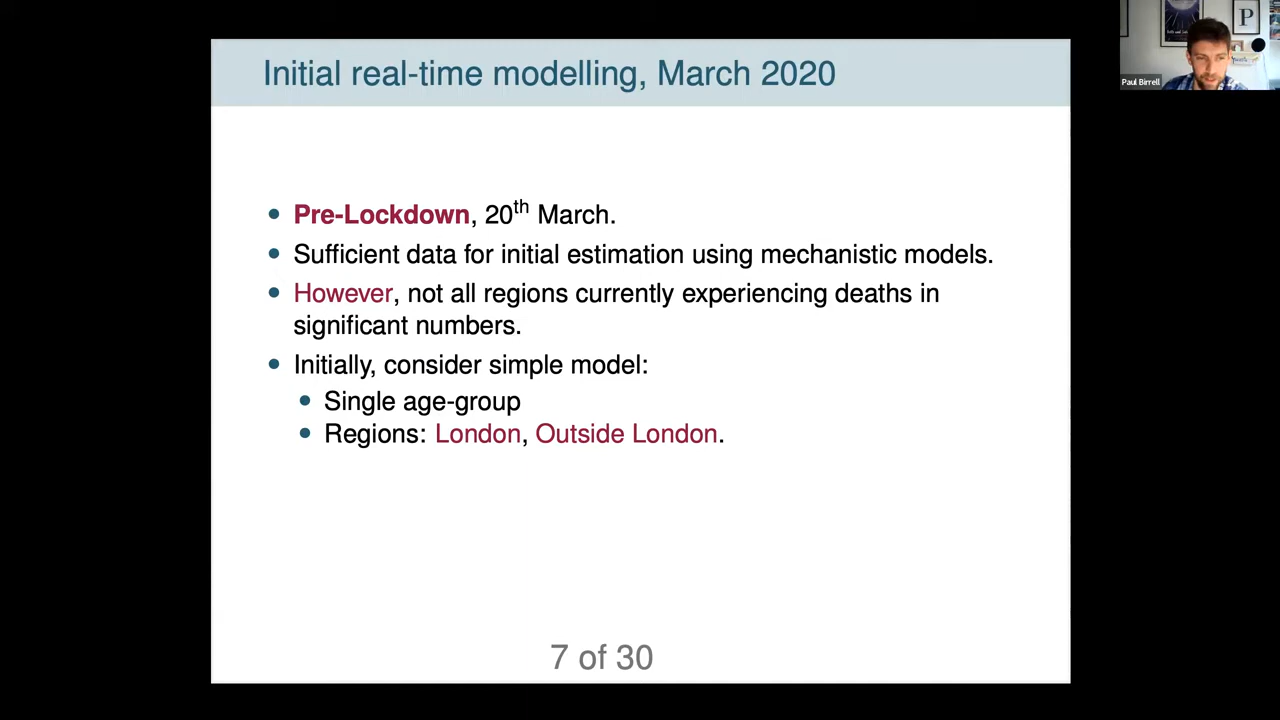 Initial real-time modelling, March 2020
P
Paul Birrell
• Pre-Lockdown, 20th March.
• Sufficient data for initial estimation using mechanistic models.
• However, not all regions currently experiencing deaths in
significant numbers.
• Initially, consider simple model:
• Single age-group
• Regions: London, Outside London.
7 of 30